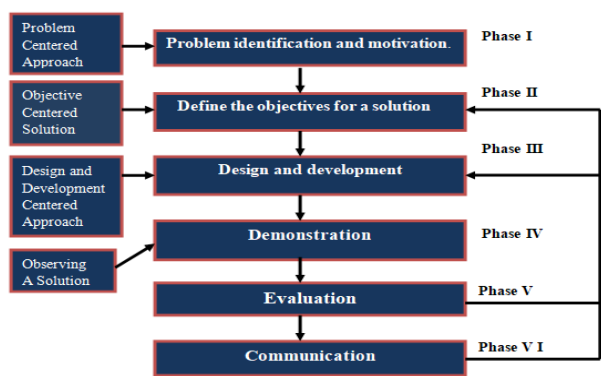 Problem
Centered
Approach
Problem identification and motivation.
Phase I
Objective
Centered
Solution
Define the objectives for a solution
Phase II
Design and
Development
Centered
Approach
Design and development
Phase III
Observing
A Solution
Demonstration
Phase IV
Evaluation
Phase V
Communication
Phase V I